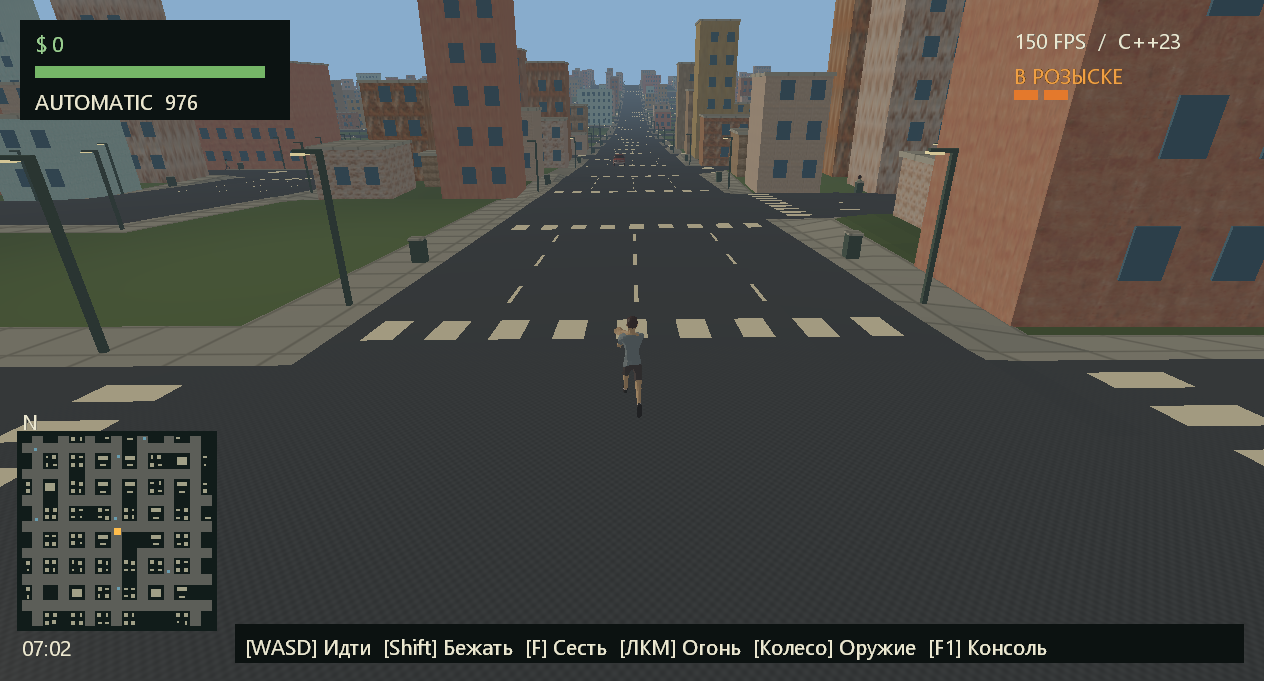 $ 0
AUTOMATIC 976
150 FPS / C++23
В РОЗЫСКЕ
N
07:02
[WASD] Идти [Shift] Бежать [F] Сесть [ЛКМ] Огонь [Колесо] Оружие [F1] Консоль